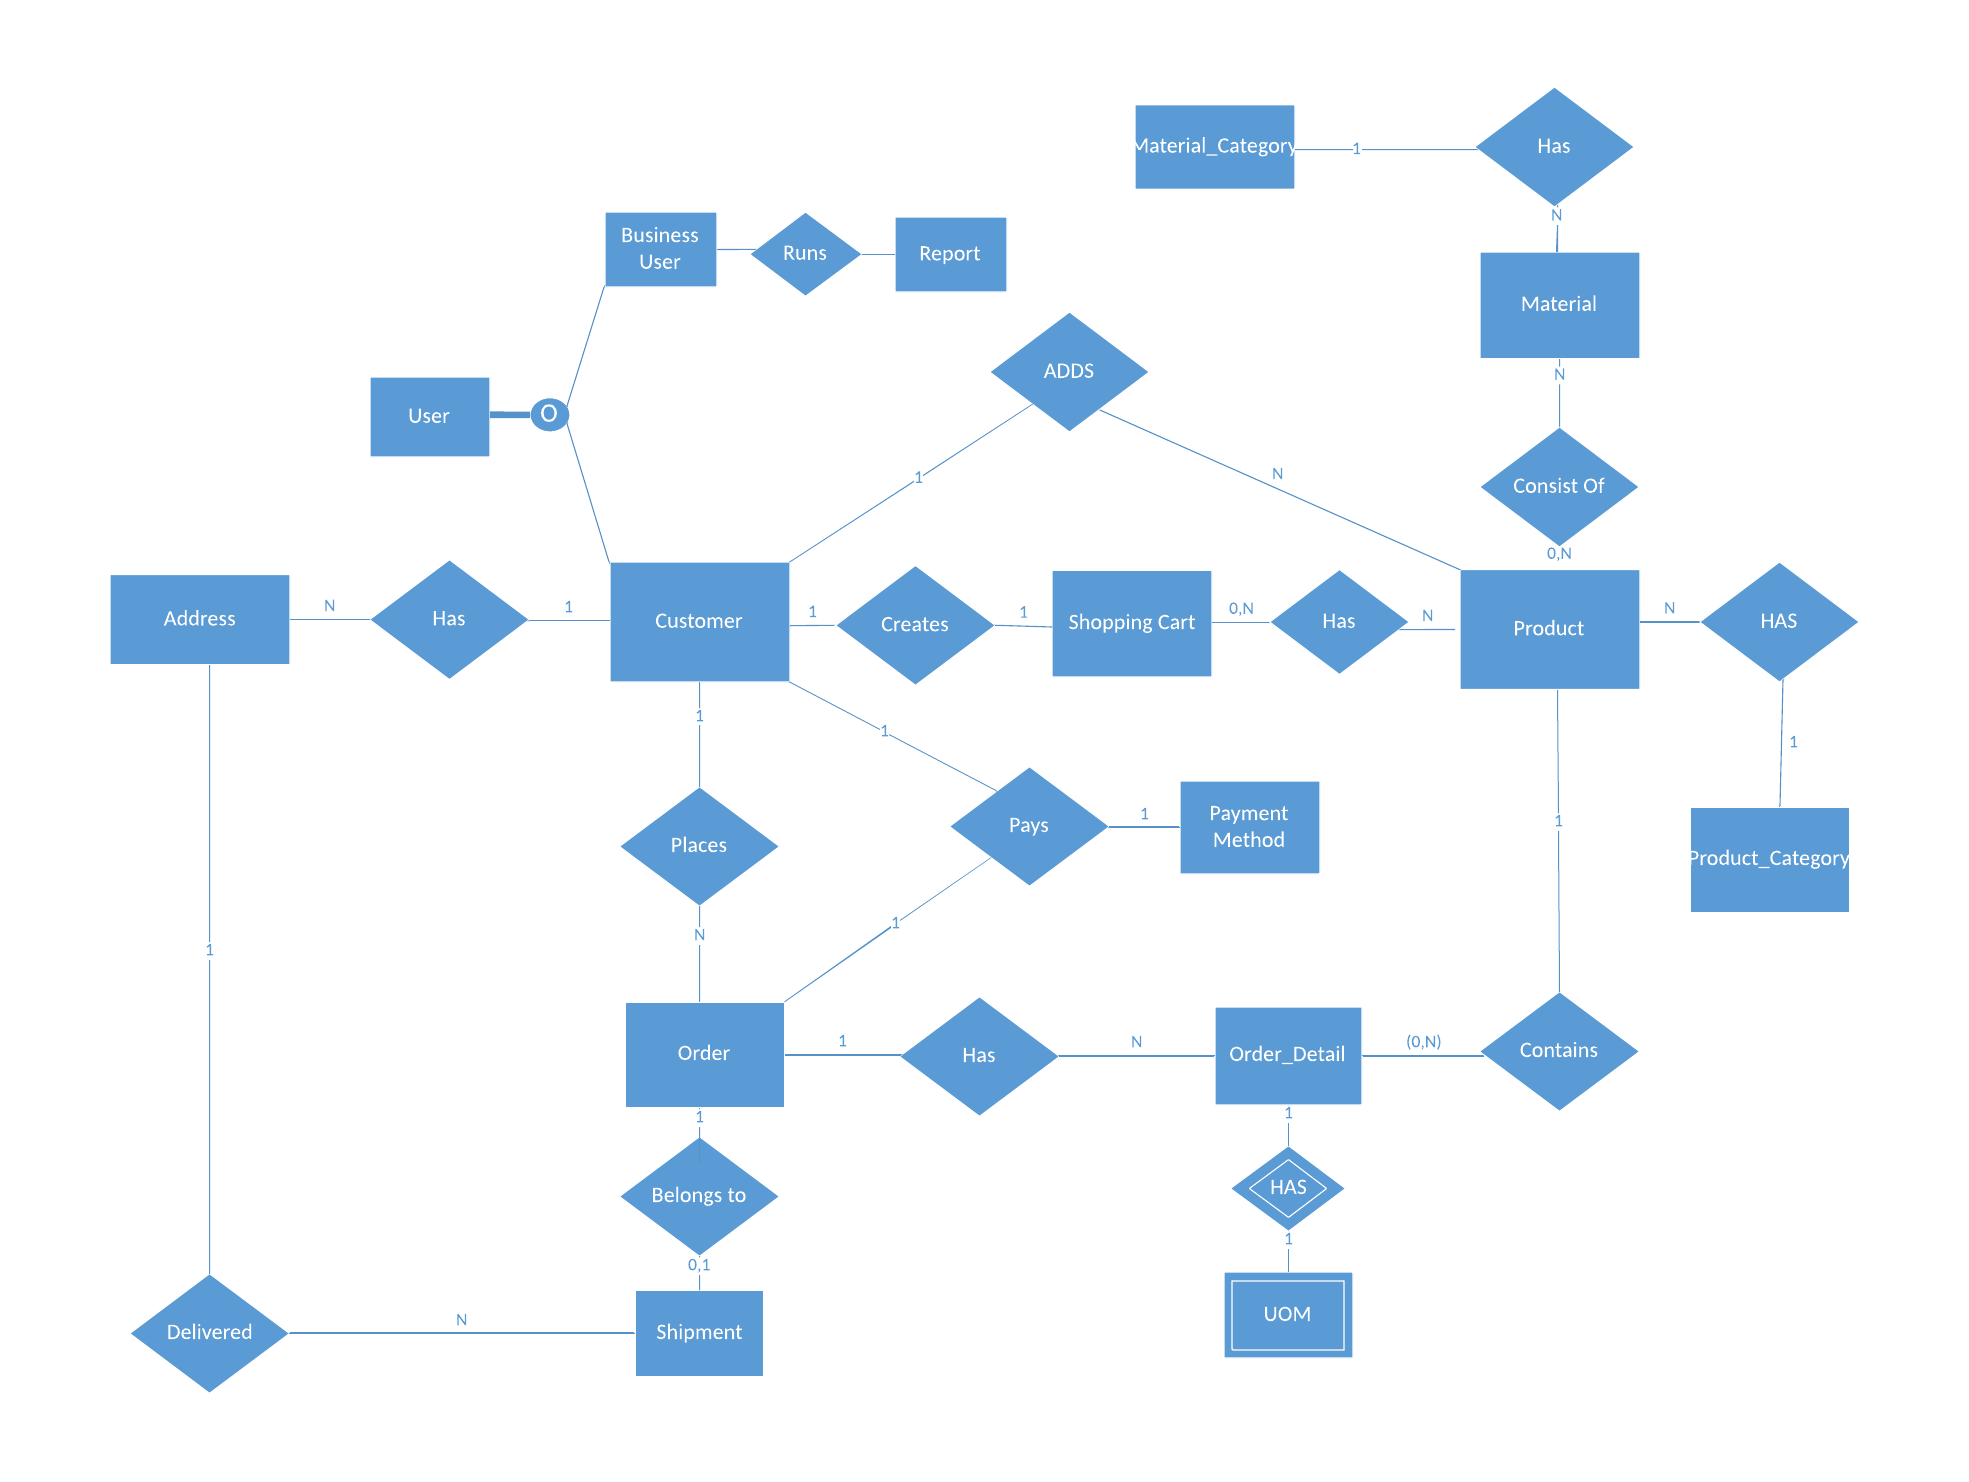 Material_Category
1
Has
N
Business
User
Runs
Report
Material
N
ADDS
User
O
1
N
Consist Of
0,N
Address
N
Has
1
Customer
1
Creates
1
Shopping Cart
0,N
Has
N
Product
N
HAS
1
1
1
Pays
1
Payment
Method
1
Product_Category
Places
1
N
1
Order
1
Has
N
Order_Detail
(0,N)
Contains
1
1
HAS
1
Belongs to
0,1
UOM
Delivered
N
Shipment